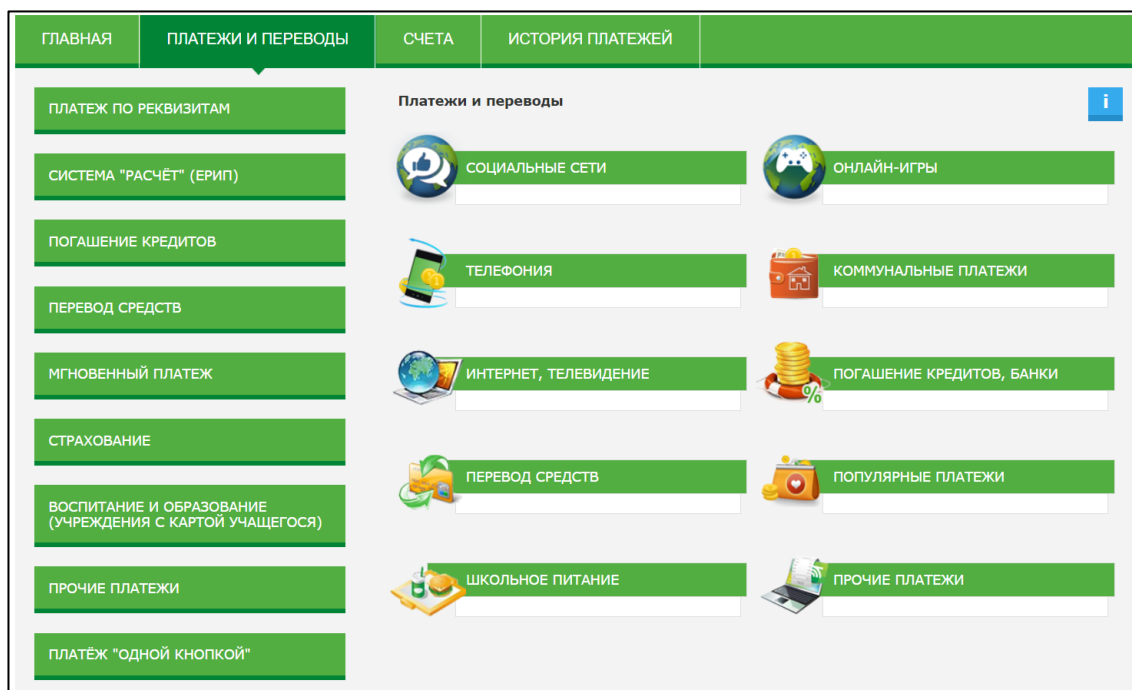 ГЛАВНАЯ
ПЛАТЕЖИ И ПЕРЕВОДЫ
СЧЕТА
ИСТОРИЯ ПЛАТЕЖЕЙ
ПЛАТЕЖ ПО РЕКВИЗИТАМ
СИСТЕМА "РАСЧЁТ" (ЕРИП)
ПОГАШЕНИЕ КРЕДИТОВ
ПЕРЕВОД СРЕДСТВ
МГНОВЕННЫЙ ПЛАТЕЖ
СТРАХОВАНИЕ
ВОСПИТАНИЕ И ОБРАЗОВАНИЕ
(УЧРЕЖДЕНИЯ С КАРТОЙ УЧАЩЕГОСЯ)
ПРОЧИЕ ПЛАТЕЖИ
ПЛАТЁЖ "ОДНОЙ КНОПКОЙ"
Платежи и переводы
i
СОЦИАЛЬНЫЕ СЕТИ
ОНЛАЙН-ИГРЫ
ТЕЛЕФОНИЯ
КОММУНАЛЬНЫЕ ПЛАТЕЖИ
ИНТЕРНЕТ, ТЕЛЕВИДЕНИЕ
ПОГАШЕНИЕ КРЕДИТОВ, БАНКИ
%
ПЕРЕВОД СРЕДСТВ
ПОПУЛЯРНЫЕ ПЛАТЕЖИ
ШКОЛЬНОЕ ПИТАНИЕ
ПРОЧИЕ ПЛАТЕЖИ